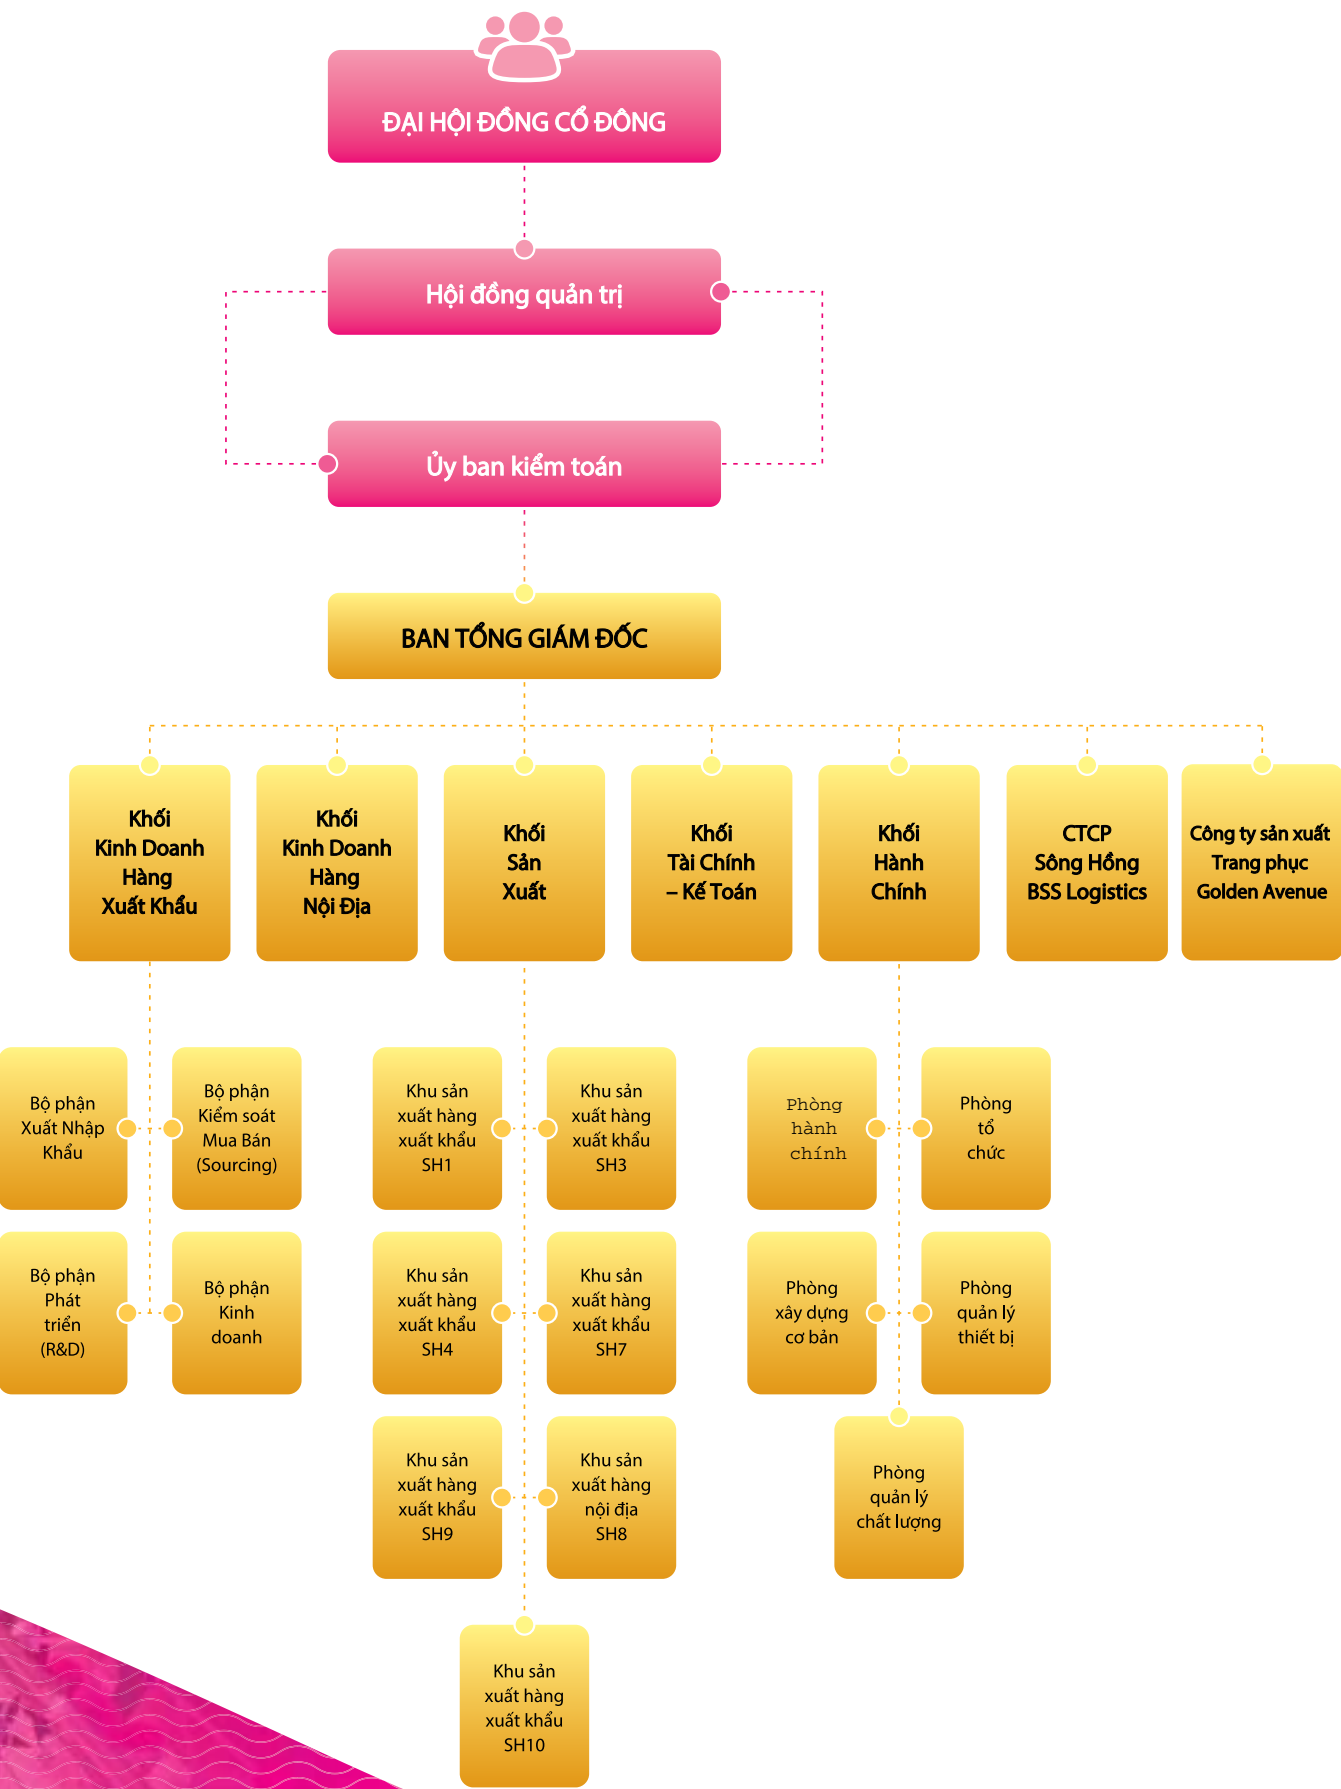 ĐẠI HỘI ĐỒNG CỔ ĐÔNG
Hội đồng quản trị
Ủy ban kiểm toán
BAN TỔNG GIÁM ĐỐC
Khối
Kinh Doanh
Hàng
Xuất Khẩu
Khối
Kinh Doanh
Hàng
Nội Địa
Khối
Sản
Xuất
Khối
Tài Chính
– Kế Toán
Khối
Hành
Chính
CTCP
Sông Hồng
BSS Logistics
Công ty sản xuất
Trang phục
Golden Avenue
Bộ phận
Xuất Nhập
Khẩu
Bộ phận
Kiểm soát
Mua Bán
(Sourcing)
Bộ phận
Phát
triển
(R&D)
Bộ phận
Kinh
doanh
Khu sản
xuất hàng
xuất khẩu
SH1
Khu sản
xuất hàng
xuất khẩu
SH3
Khu sản
xuất hàng
xuất khẩu
SH4
Khu sản
xuất hàng
xuất khẩu
SH7
Khu sản
xuất hàng
xuất khẩu
SH9
Khu sản
xuất hàng
nội địa
SH8
Khu sản
xuất hàng
xuất khẩu
SH10
Phòng
hành
chính
Phòng
tổ
chức
Phòng
xây dựng
cơ bản
Phòng
quản lý
thiết bị
Phòng
quản lý
chất lượng